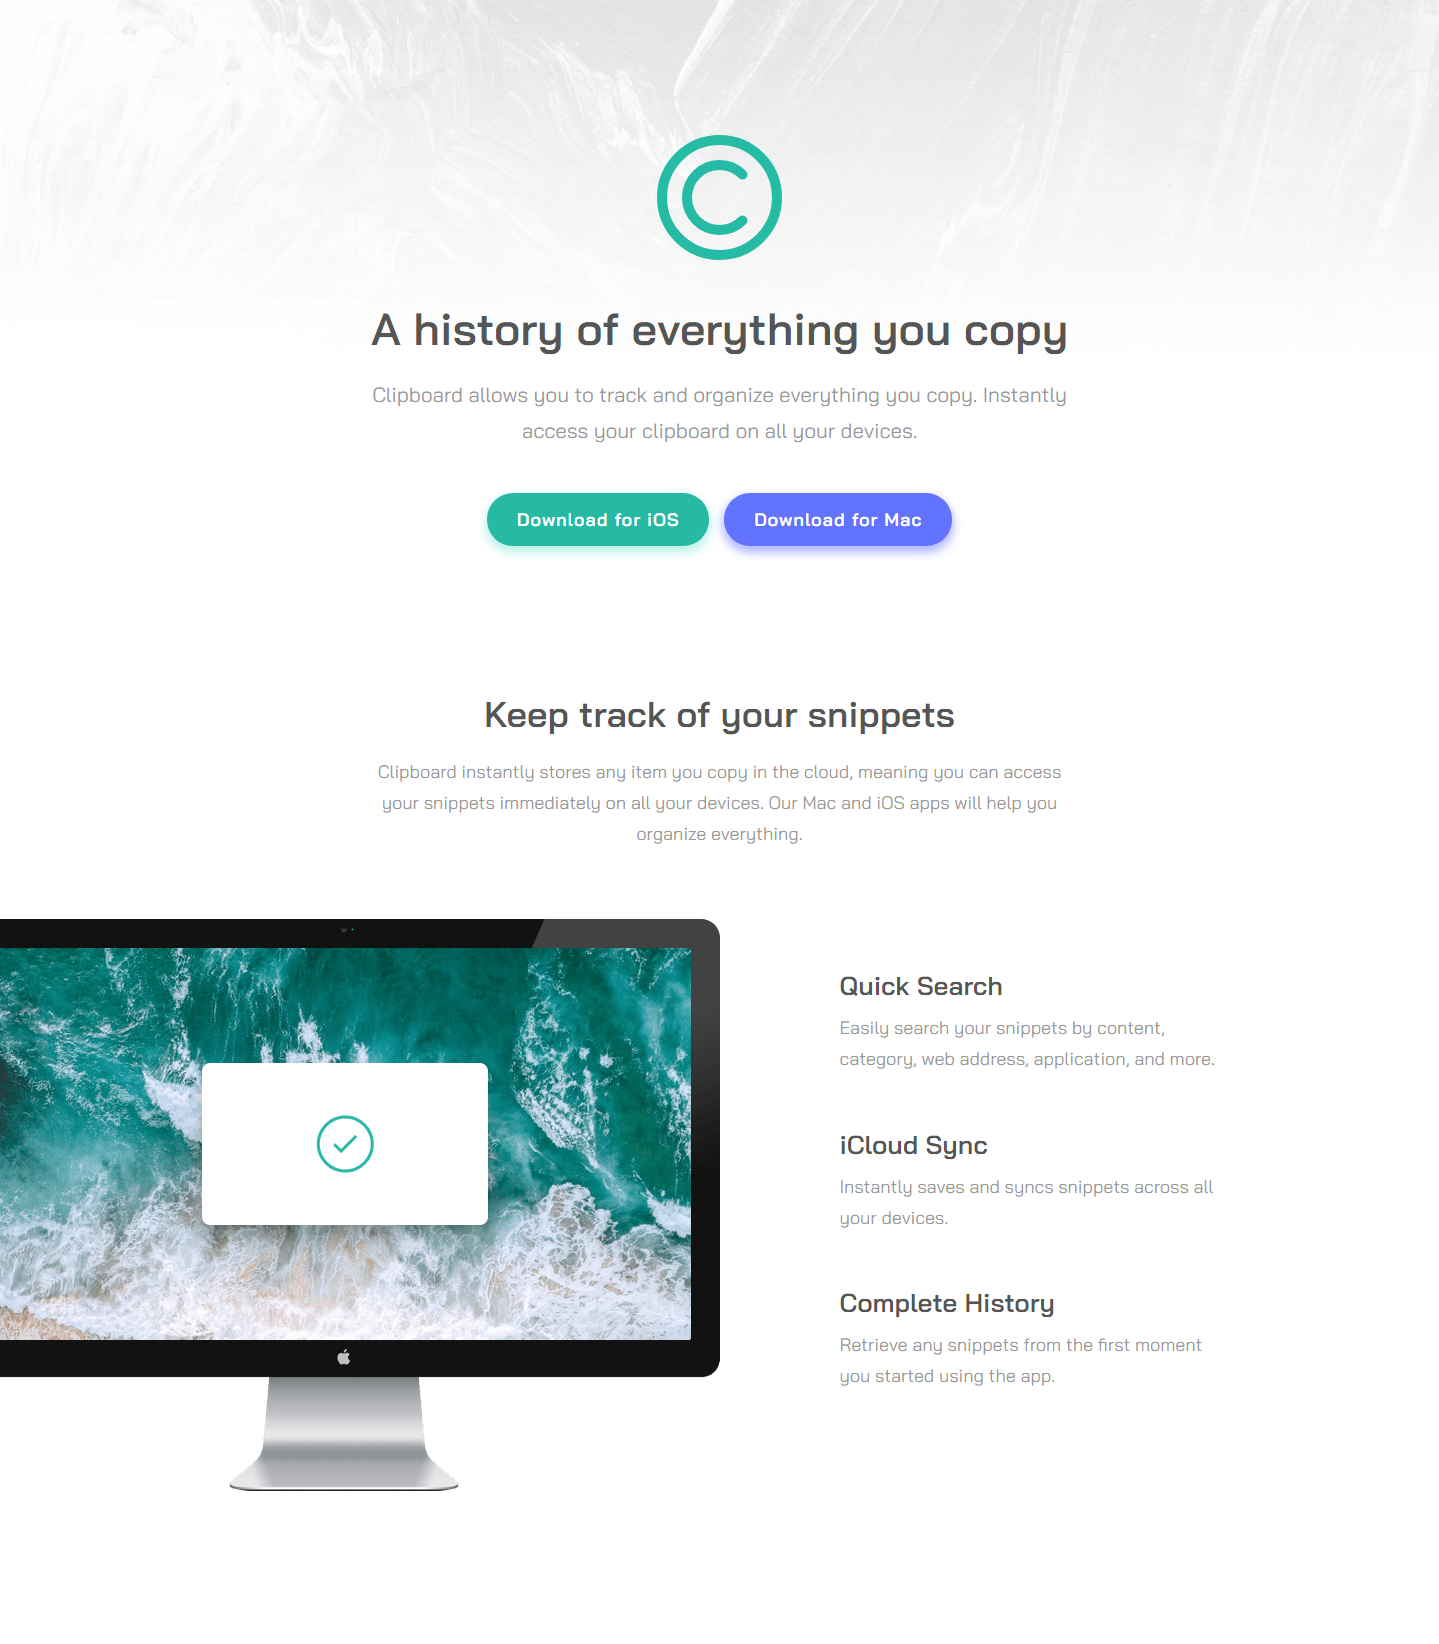 A history of everything you copy
Clipboard allows you to track and organize everything you copy. Instantly
access your clipboard on all your devices.
Download for iOS
Download for Mac
Keep track of your snippets
Clipboard instantly stores any item you copy in the cloud, meaning you can access
your snippets immediately on all your devices. Our Mac and iOS apps will help you
organize everything.
Quick Search
Easily search your snippets by content,
category, web address, application, and more.
iCloud Sync
Instantly saves and syncs snippets across all
your devices.
Complete History
Retrieve any snippets from the first moment
you started using the app.